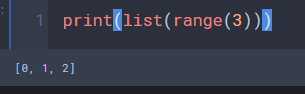 1 print(list(range(3)))
[0, 1, 2]